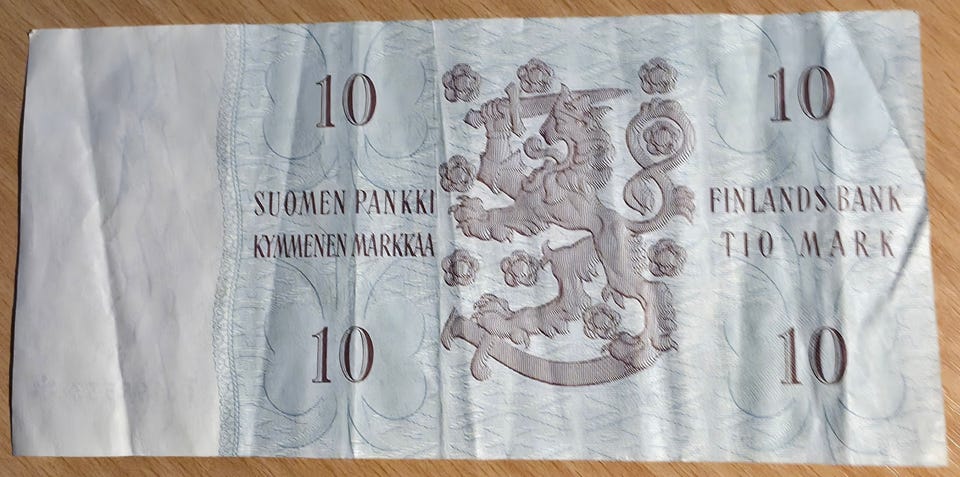 10 10
SUOMEN PANKKI FINLANDS BANK
KYMMENEN MARKKAA TIO MARK
10 10